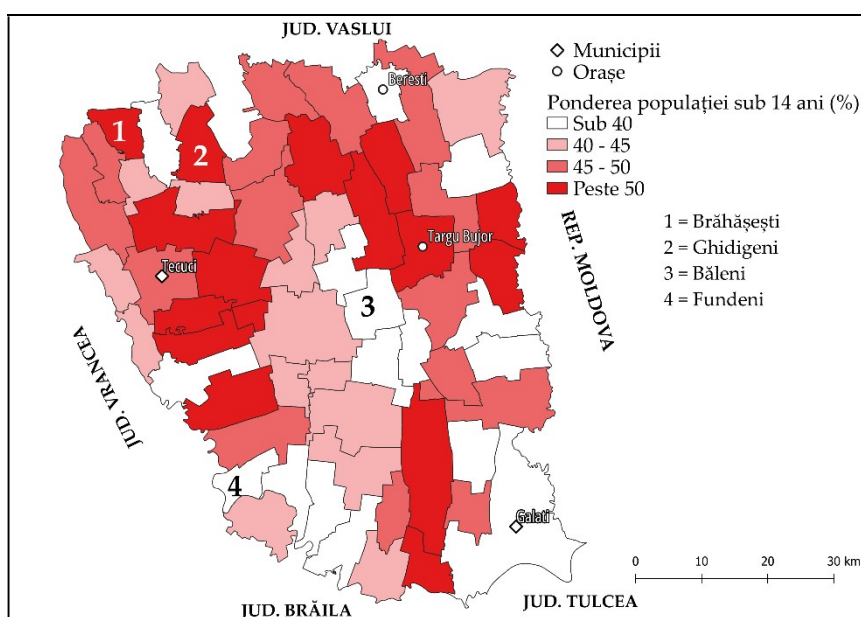 JUD. VASLUI
Municipii
Orașe
Ponderea populației sub 14 ani (%)
Sub 40
40 - 45
45 - 50
Peste 50
1 = Brăhășești
2 = Ghidigeni
3 = Băleni
4 = Fundeni
Beresti
1
2
Targu Bujor
REP. MOLDOVA
Tecuci
3
JUD. VRANCEA
4
Galati
0 10 20 30 km
JUD. BRĂILA
JUD. TULCEA